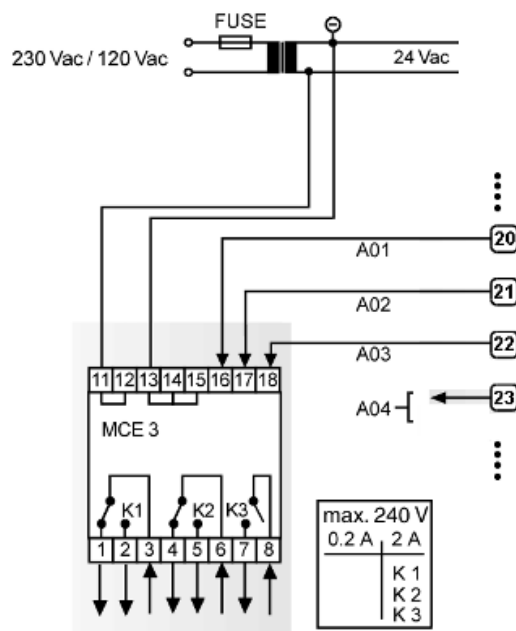 FUSE
230 Vac / 120 Vac
24 Vac
20
A01
21
A02
22
A03
23
A04
11 12 13 14 15 16 17 18
MCE 3
K1 K2 K3
1 2 3 4 5 6 7 8
max. 240 V
0.2 A 2 A
K 1
K 2
K 3